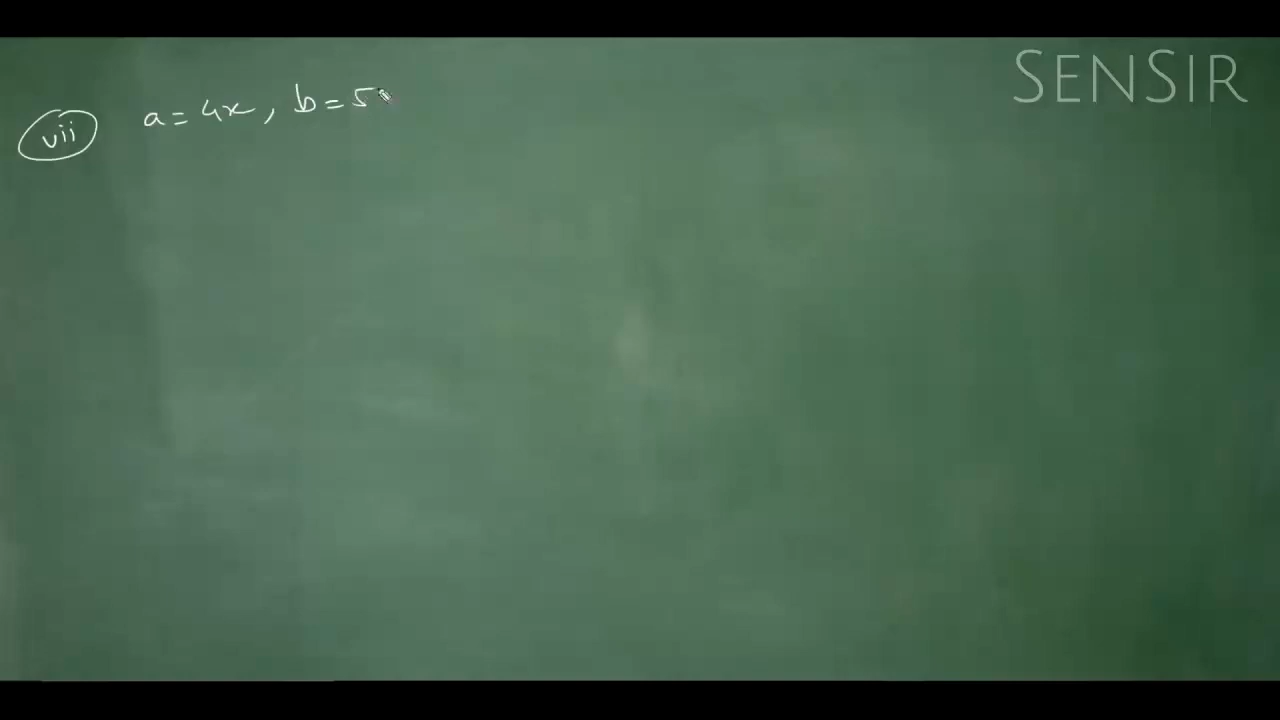 SENSIR
vii a = 4x, b = 5